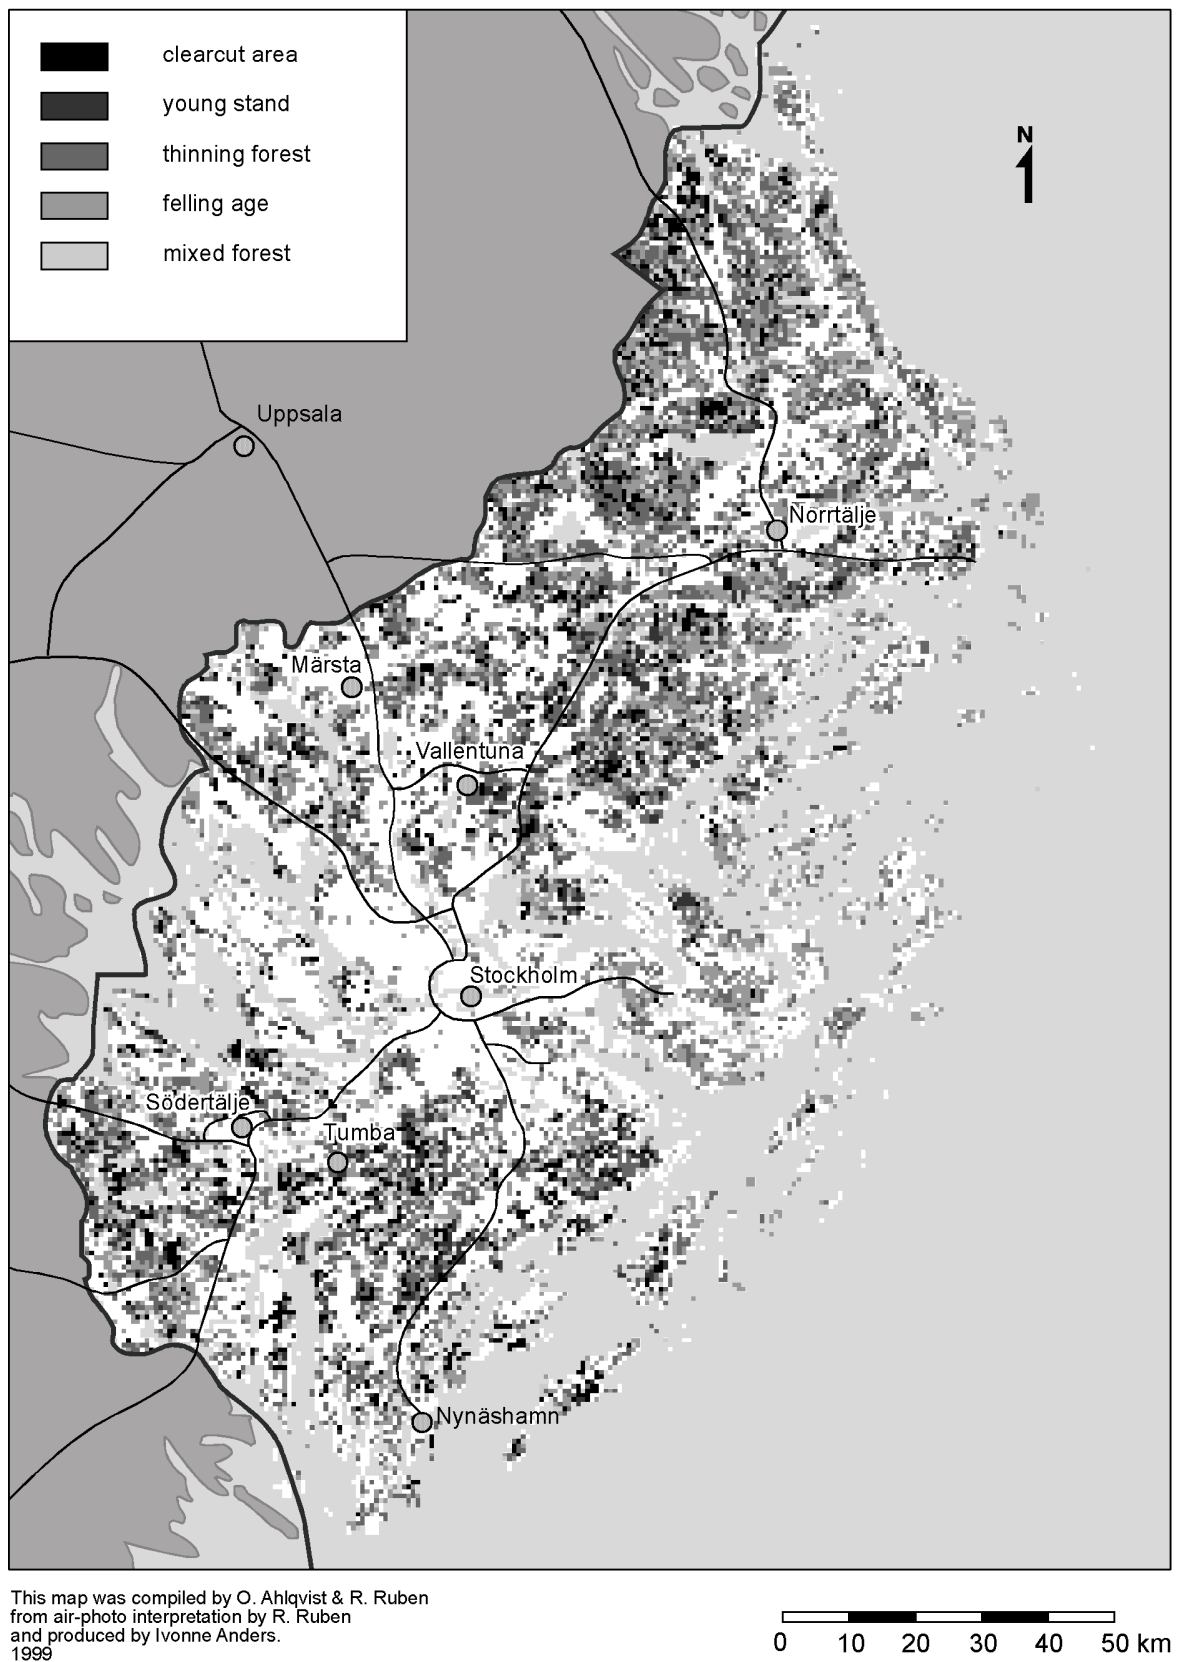 clearcut area
young stand
thinning forest
felling age
mixed forest
N
Uppsala
Norrtälje
Märsta
Vallentuna
Stockholm
Södertälje
Tumba
Nynäshamn
This map was compiled by O. Ahlqvist & R. Ruben
from air-photo interpretation by R. Ruben
and produced by Ivonne Anders.
1999
0 10 20 30 40 50 km